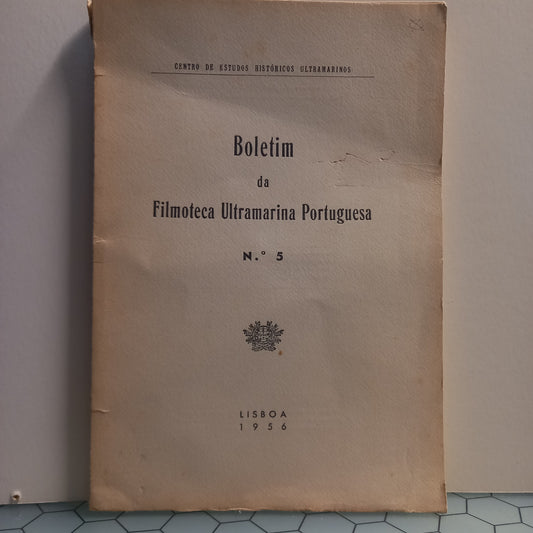 CENTRO DE ESTUDOS HISTÓRICOS ULTRAMARINOS
Boletim
da
Filmoteca Ultramarina Portuguesa
N.º 5
LISBOA
1956